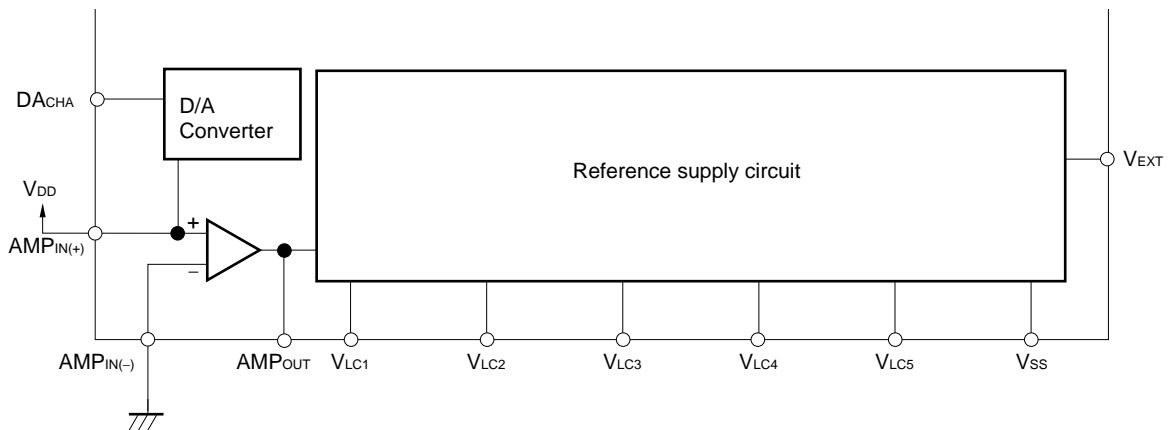 DACHA
D/A
Converter
Reference supply circuit
VEXT
VDD
+
AMPIN(+)
−
AMPIN(−)
AMPOUT
VLC1
VLC2
VLC3
VLC4
VLC5
VSS